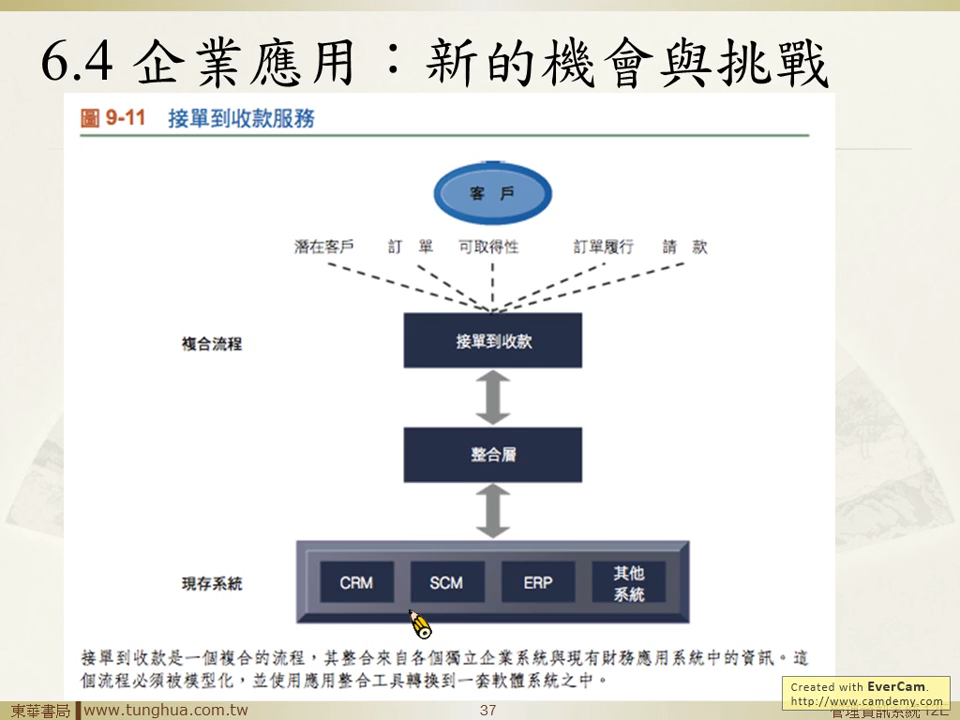 6.4 企業應用：新的機會與挑戰
圖 9-11 接單到收款服務
客 戶
潛在客戶 訂 單 可取得性 訂單履行 請 款
複合流程 接單到收款
整合層
現存系統 CRM SCM ERP 其他
系統
接單到收款是一個複合的流程，其整合來自各個獨立企業系統與現有財務應用系統中的資訊。這
個流程必須被模型化，並使用應用整合工具轉換到一套軟體系統之中。
Created with EverCam.
http://www.camdemy.com
東華書局 www.tunghua.com.tw 37 管理資訊系統 12E